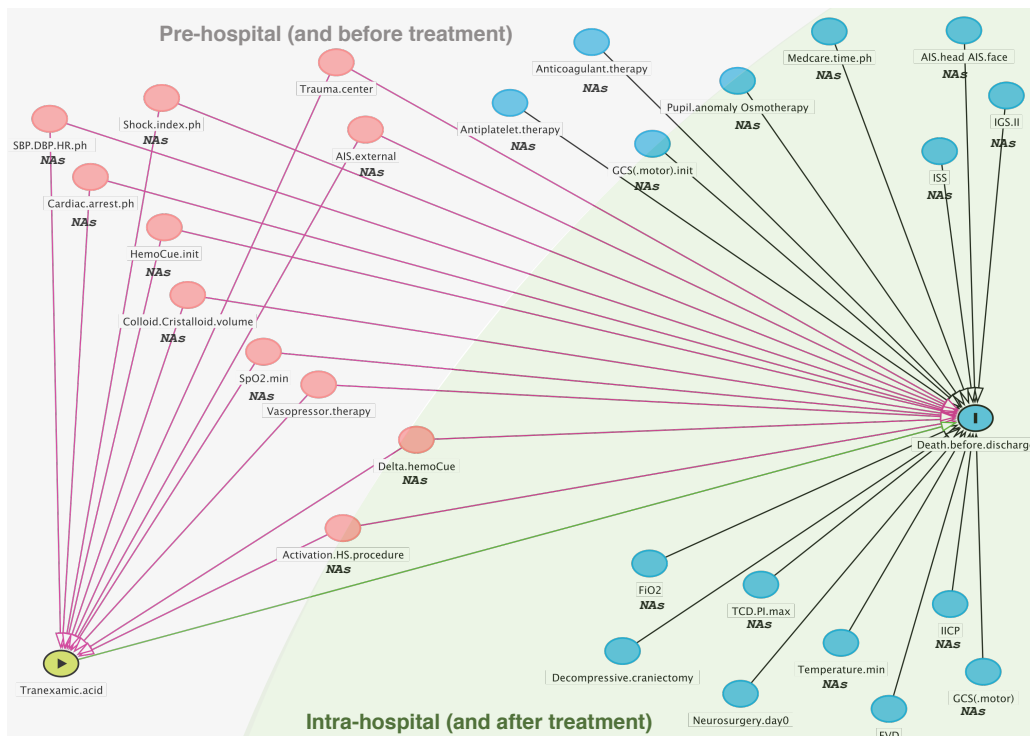 Pre-hospital (and before treatment)
Trauma.center
Anticoagulant.therapy
NAs
Medcare.time.ph
NAs
AIS.head AIS.face
NAs
Shock.index.ph
NAs
SBP.DBP.HR.ph
NAs
Antiplatelet.therapy
NAs
Pupil.anomaly Osmotherapy
NAs
IGS.II
NAs
AIS.external
NAs
GCS(.motor).init
NAs
ISS
NAs
Cardiac.arrest.ph
NAs
HemoCue.init
NAs
Colloid.Cristalloid.volume
NAs
SpO2.min
NAs
Vasopressor.therapy
Death.before.discharge
Delta.hemoCue
NAs
Activation.HS.procedure
NAs
FiO2
NAs
TCD.PI.max
NAs
IICP
NAs
Decompressive.craniectomy
Temperature.min
NAs
GCS(.motor)
NAs
Tranexamic.acid
Neurosurgery.day0
EVD
Intra-hospital (and after treatment)